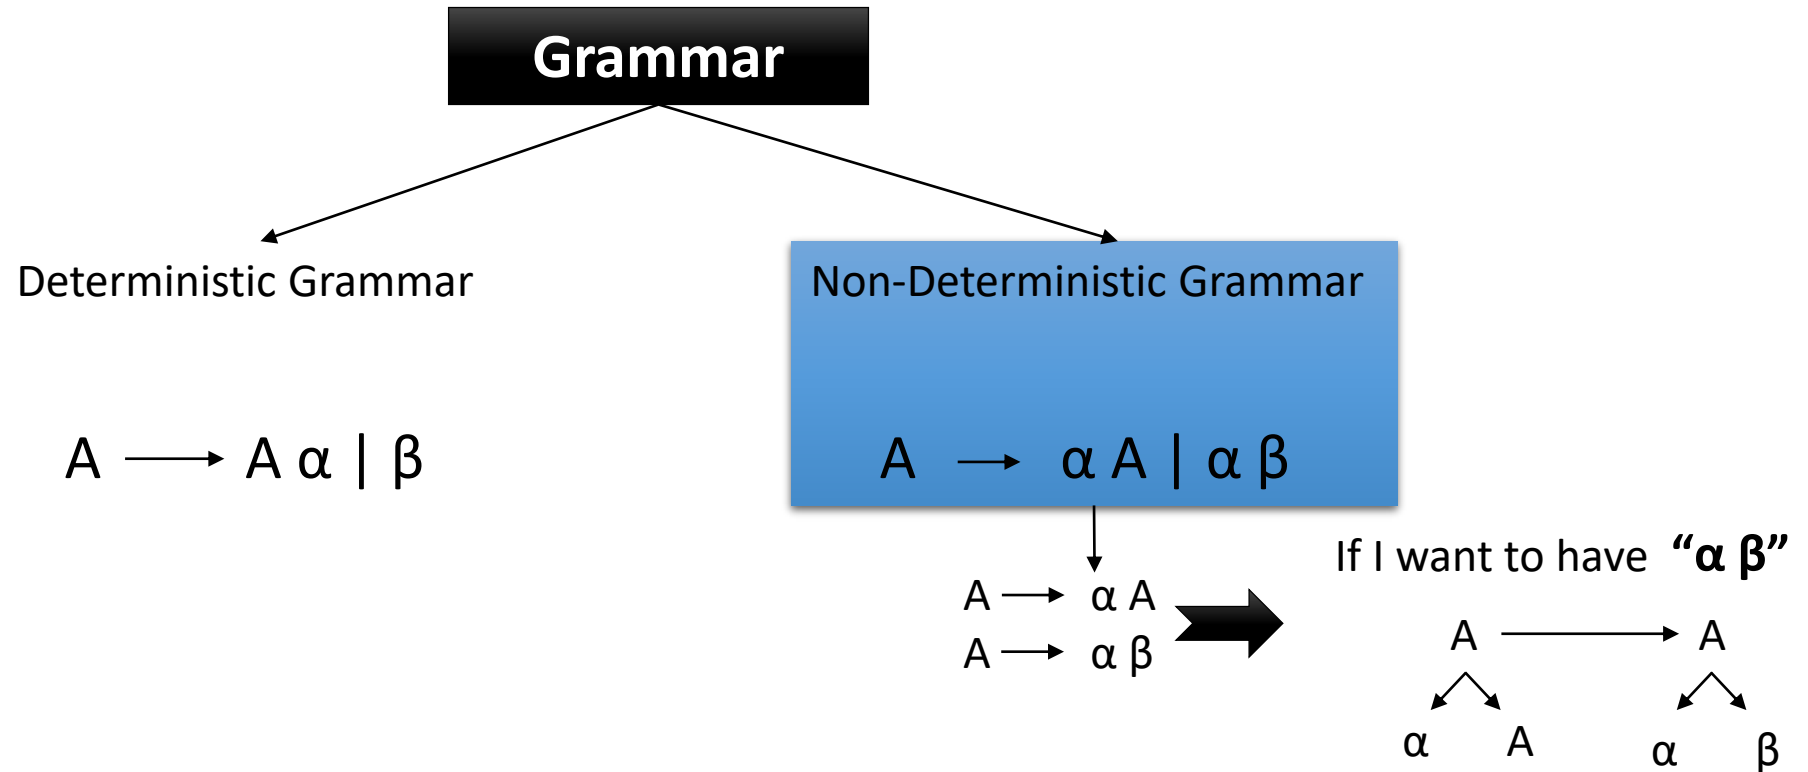 Grammar
Deterministic Grammar
Non-Deterministic Grammar
A → A α | β
A → α A | α β
If I want to have “α β”
A → α A
A → α β
A → A
α A
α β